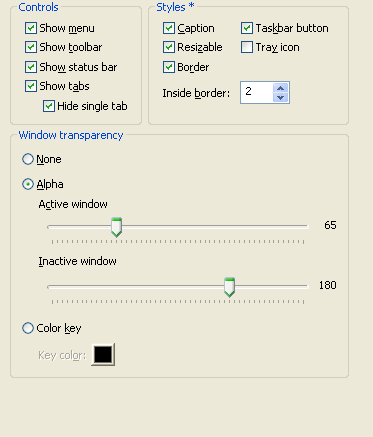 Controls
Show menu
Show toolbar
Show status bar
Show tabs
Hide single tab
Styles *
Caption
Taskbar button
Resizable
Tray icon
Border
Inside border: 2
Window transparency
None
Alpha
Active window
65
Inactive window
180
Color key
Key color: